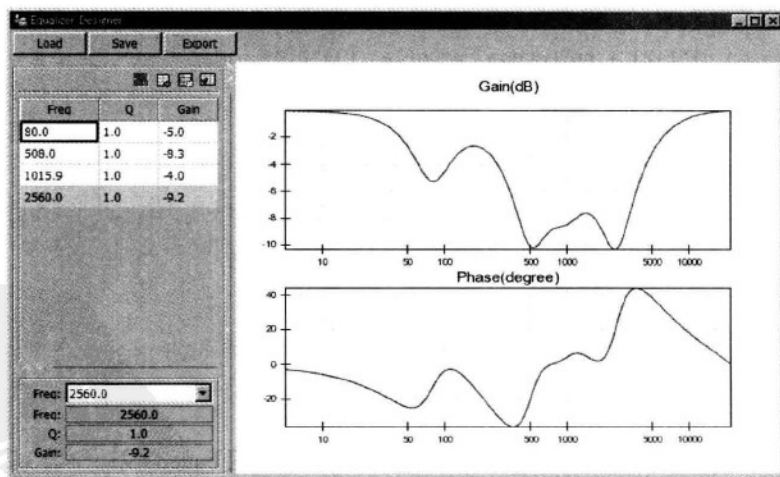 Equalizer Designer
Load Save Export
Freq Q Gain
80.0 1.0 -5.0
508.0 1.0 -8.3
1015.9 1.0 -4.0
2560.0 1.0 -9.2
Freq: 2560.0
Freq: 2560.0
Q: 1.0
Gain: -9.2
Gain(dB)
-2
-4
-6
-8
-10
10 50 100 500 1000 5000 10000
Phase(degree)
40
20
0
-20
10 50 100 500 1000 5000 10000